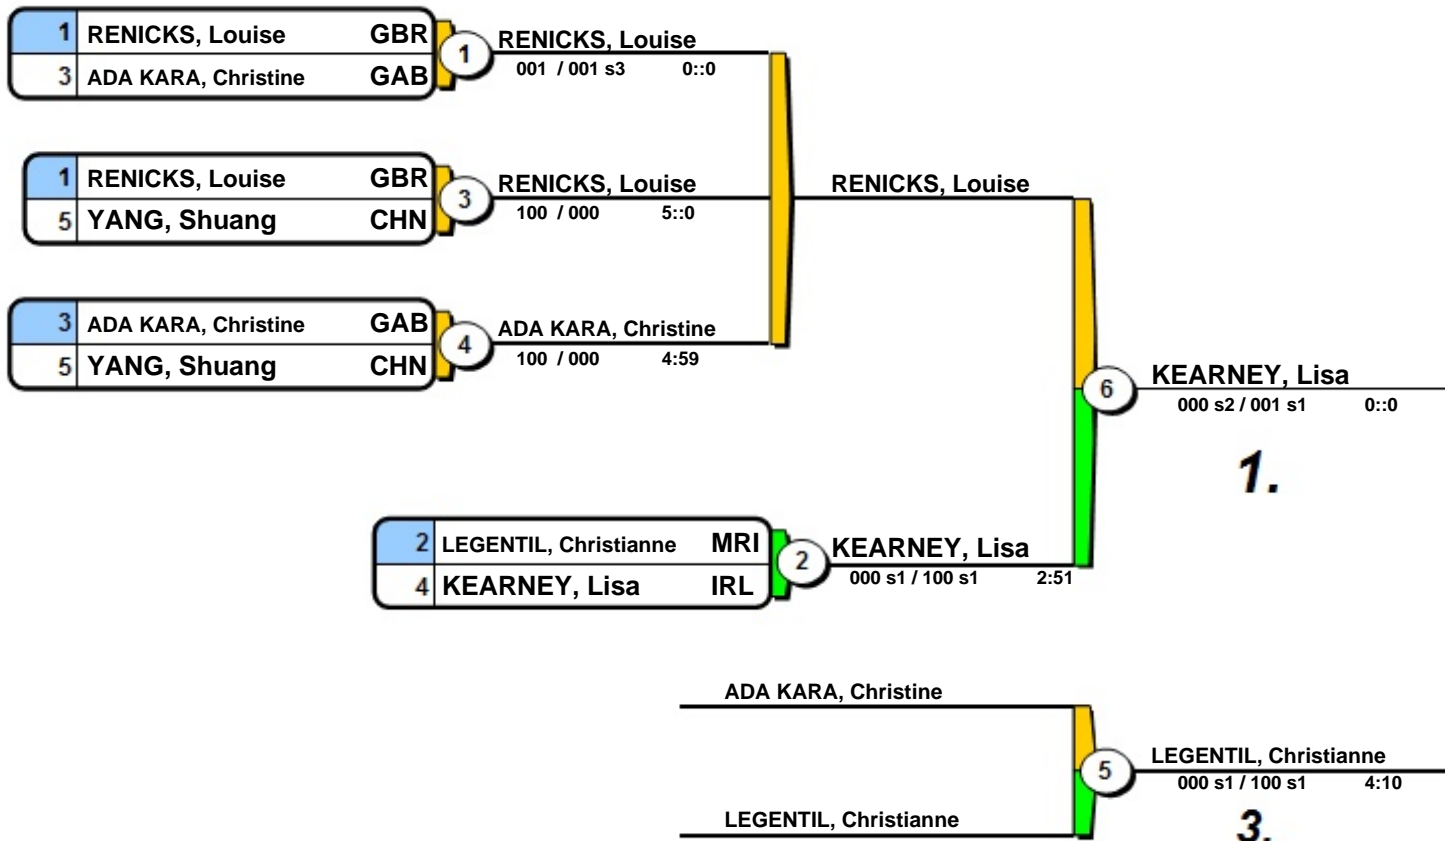 1 RENICKS, Louise GBR
3 ADA KARA, Christine GAB
1 RENICKS, Louise
001 / 001 s3 0::0
1 RENICKS, Louise GBR
5 YANG, Shuang CHN
3 RENICKS, Louise
100 / 000 5::0
RENICKS, Louise
3 ADA KARA, Christine GAB
5 YANG, Shuang CHN
4 ADA KARA, Christine
100 / 000 4:59
6 KEARNEY, Lisa
000 s2 / 001 s1 0::0
1.
2 LEGENTIL, Christianne MRI
4 KEARNEY, Lisa IRL
2 KEARNEY, Lisa
000 s1 / 100 s1 2:51
ADA KARA, Christine
5 LEGENTIL, Christianne
000 s1 / 100 s1 4:10
LEGENTIL, Christianne
3.